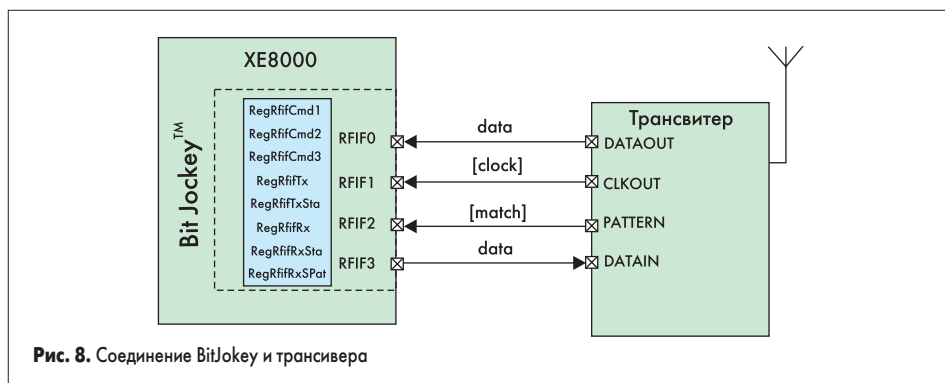 XE8000
Bit Jockey™
RegRfifCmd1
RegRfifCmd2
RegRfifCmd3
RegRfifTx
RegRfifTxSta
RegRfifRx
RegRfifRxSta
RegRfifRxSPat
RFIF0
RFIF1
RFIF2
RFIF3
data
[clock]
[match]
data
Трансвитер
DATAOUT
CLKOUT
PATTERN
DATAIN
Рис. 8. Соединение BitJokey и трансивера